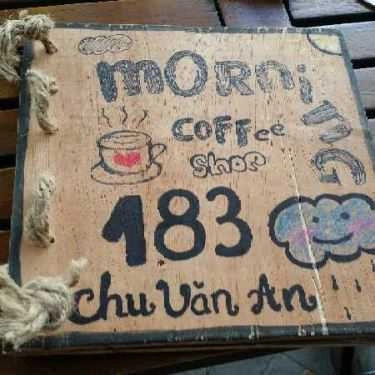 mORning
COFFee
SHOP
183
Chu Văn An